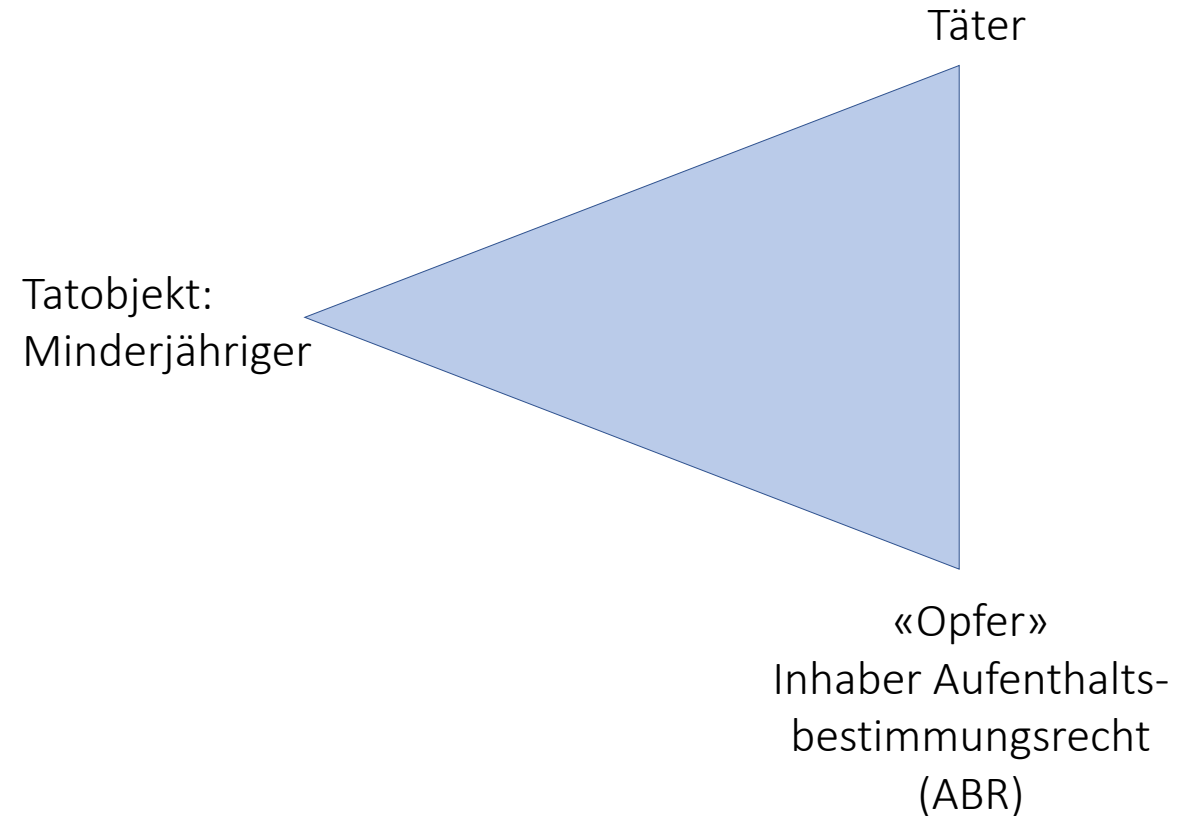 Täter
Tatobjekt:
Minderjähriger
«Opfer»
Inhaber Aufenthalts-
bestimmungsrecht
(ABR)